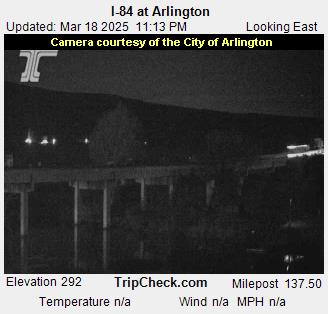 I-84 at Arlington
Updated: Mar 18 2025 11:13 PM Looking East
Camera courtesy of the City of Arlington
Elevation 292 TripCheck.com Milepost 137.50
Temperature n/a Wind n/a MPH n/a